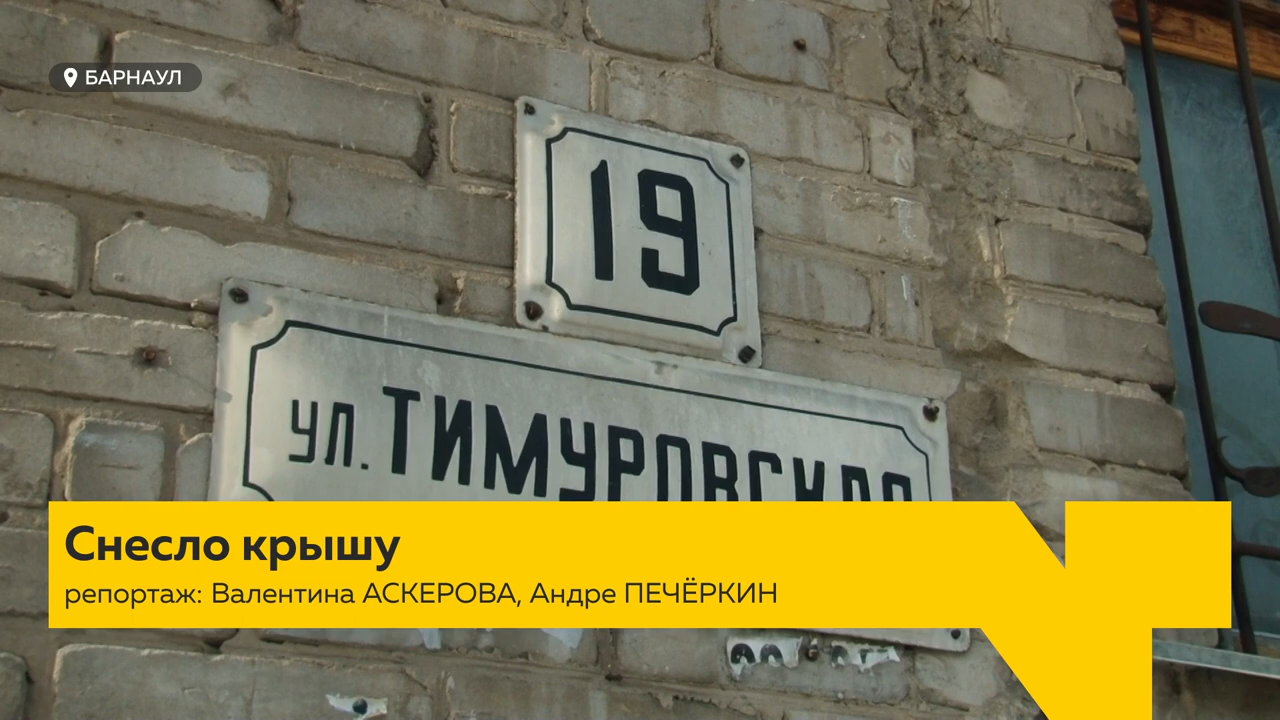 БАРНАУЛ
19
ул. ТИМУРОВСКАЯ
Снесло крышу
репортаж: Валентина АСКЕРОВА, Андре ПЕЧЁРКИН